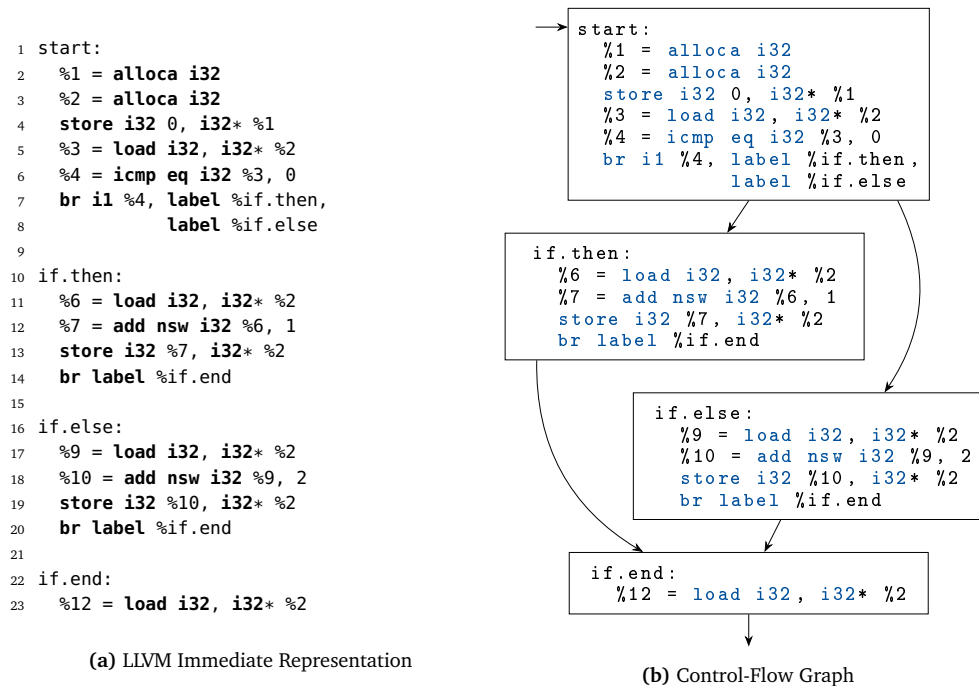 1 start:
2 %1 = alloca i32
3 %2 = alloca i32
4 store i32 0, i32* %1
5 %3 = load i32, i32* %2
6 %4 = icmp eq i32 %3, 0
7 br i1 %4, label %if.then,
8 label %if.else
9
10 if.then:
11 %6 = load i32, i32* %2
12 %7 = add nsw i32 %6, 1
13 store i32 %7, i32* %2
14 br label %if.end
15
16 if.else:
17 %9 = load i32, i32* %2
18 %10 = add nsw i32 %9, 2
19 store i32 %10, i32* %2
20 br label %if.end
21
22 if.end:
23 %12 = load i32, i32* %2
(a) LLVM Immediate Representation
start:
%1 = alloca i32
%2 = alloca i32
store i32 0, i32* %1
%3 = load i32, i32* %2
%4 = icmp eq i32 %3, 0
br i1 %4, label %if.then,
label %if.else
if.then:
%6 = load i32, i32* %2
%7 = add nsw i32 %6, 1
store i32 %7, i32* %2
br label %if.end
if.else:
%9 = load i32, i32* %2
%10 = add nsw i32 %9, 2
store i32 %10, i32* %2
br label %if.end
if.end:
%12 = load i32, i32* %2
(b) Control-Flow Graph